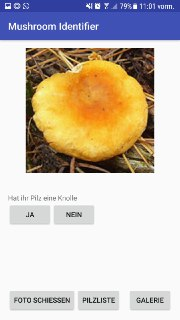 79% 11:01 vorm.
Mushroom Identifier
Hat ihr Pilz eine Knolle
JA NEIN
FOTO SCHIESSEN PILZLISTE GALERIE